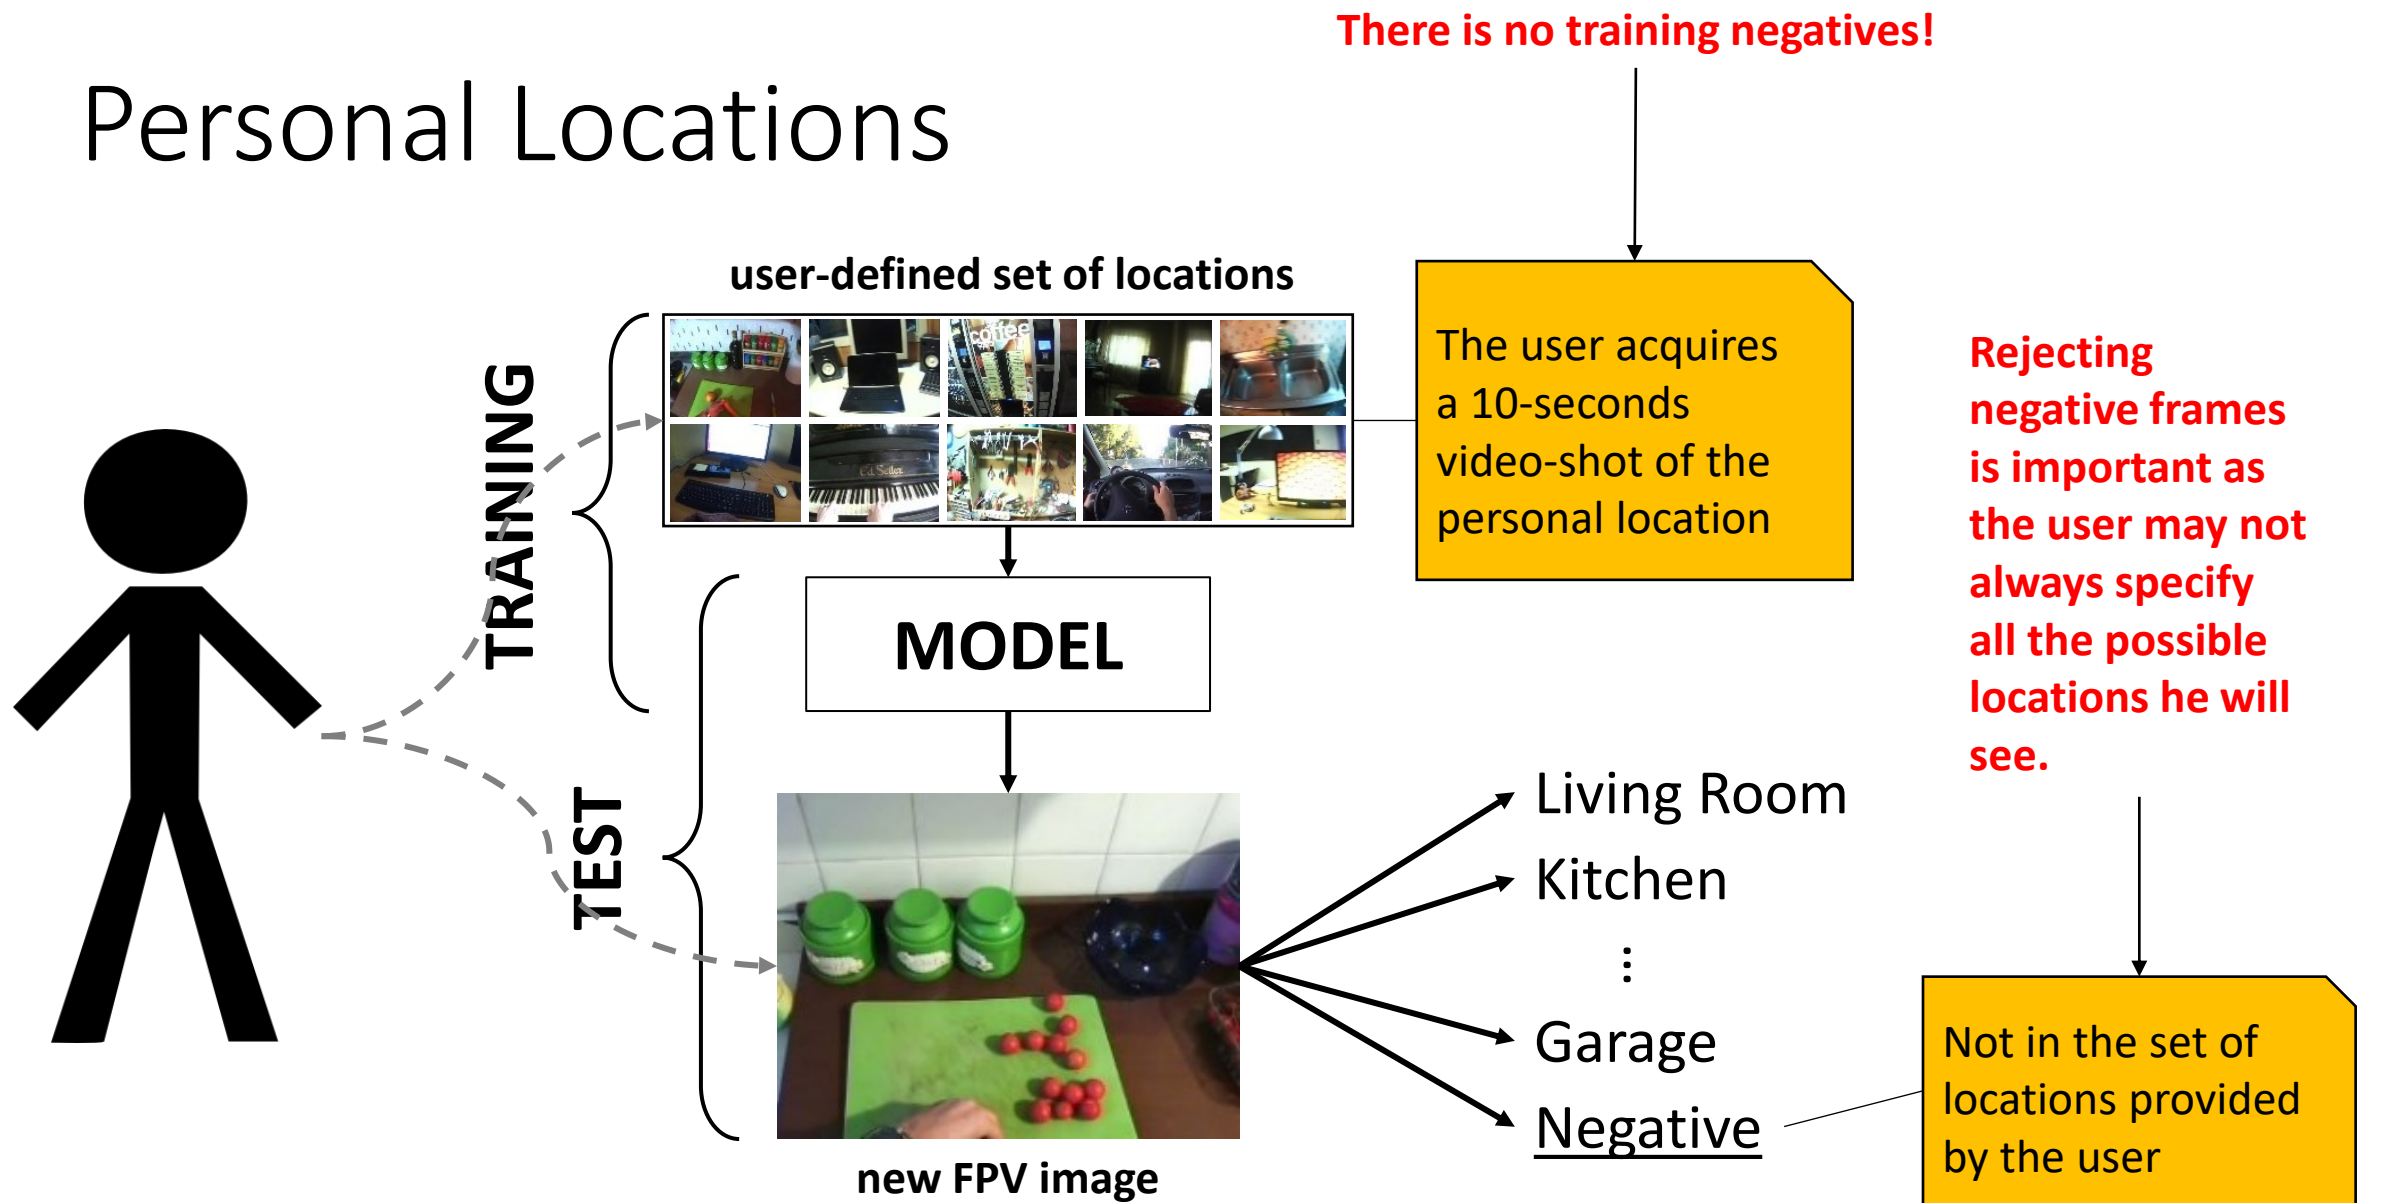 There is no training negatives!
Personal Locations
user-defined set of locations
TRAINING
coffee
Ed. Seiler
The user acquires
a 10-seconds
video-shot of the
personal location
Rejecting
negative frames
is important as
the user may not
always specify
all the possible
locations he will
see.
MODEL
TEST
Living Room
Kitchen
⋮
Garage
Negative
new FPV image
Not in the set of
locations provided
by the user